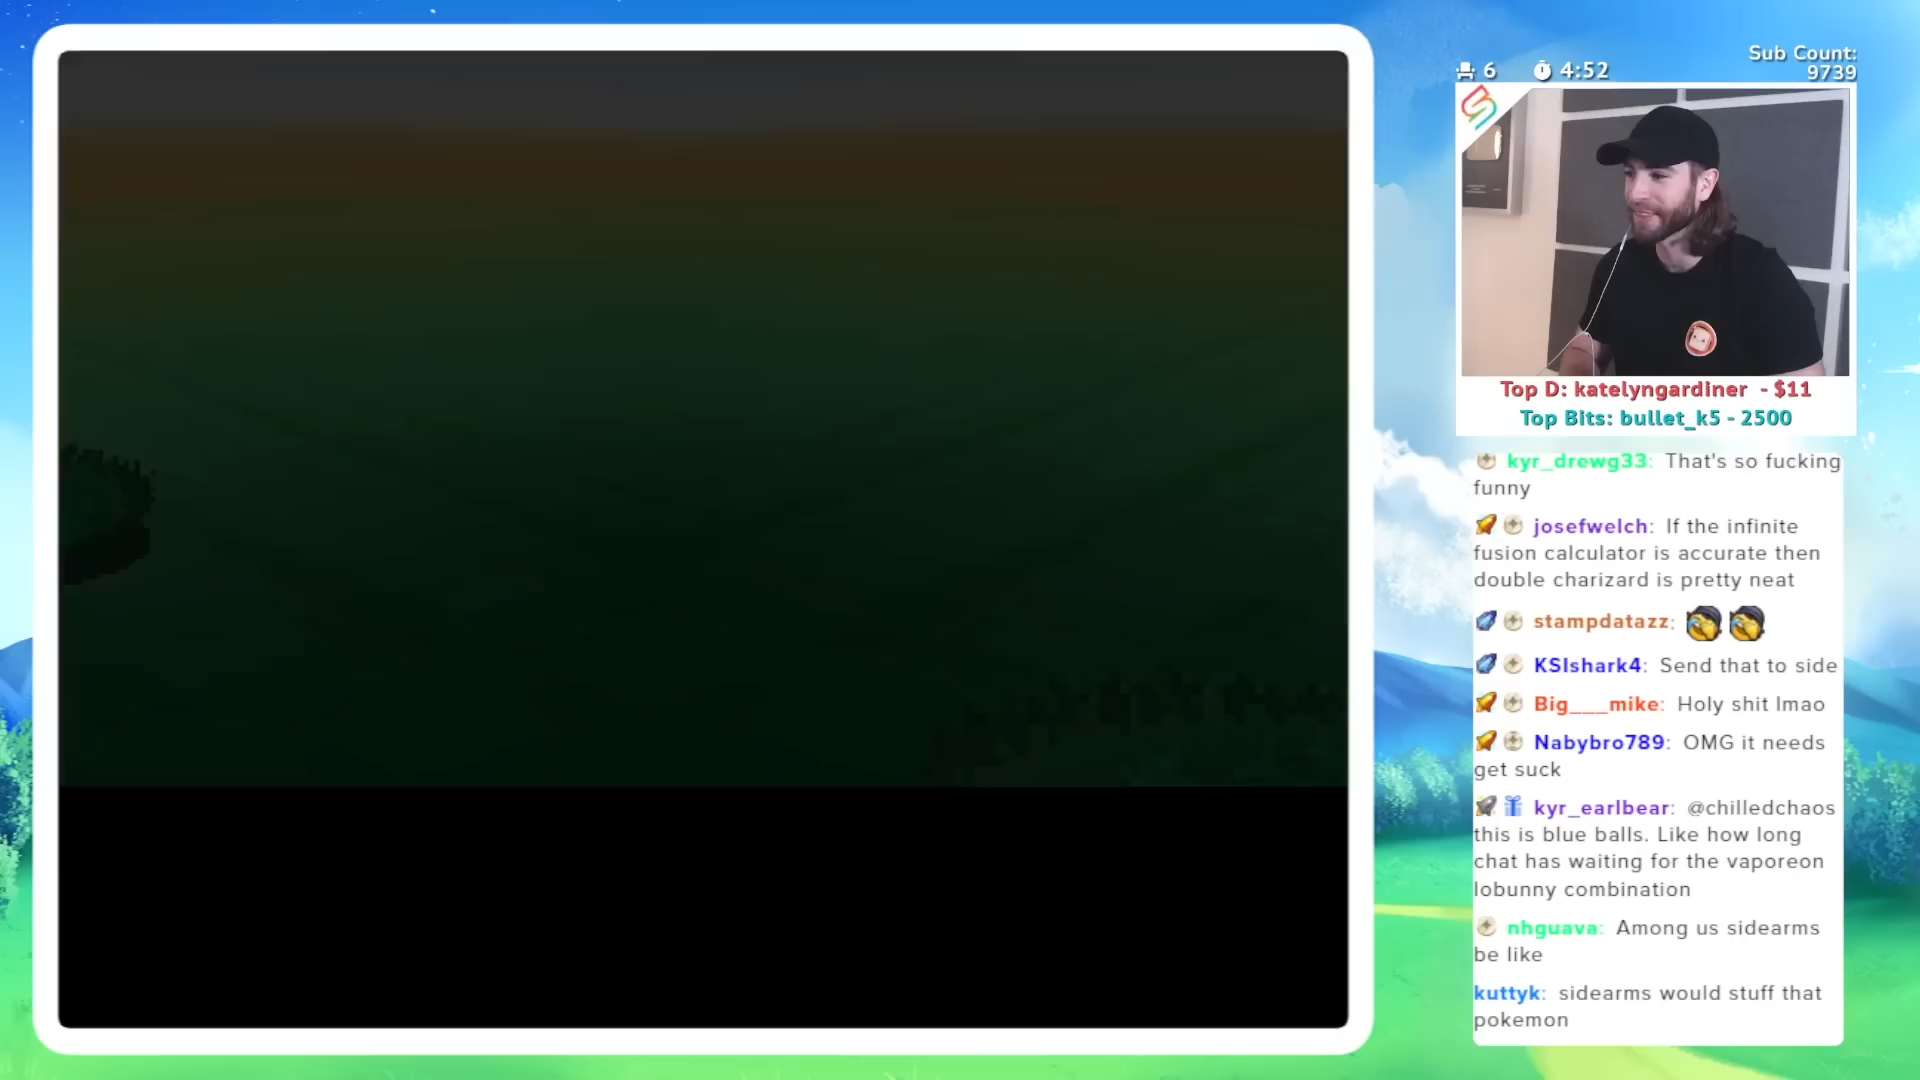 6
4:52
Sub Count:
9739
Top D: katelyngardiner - $11
Top Bits: bullet_k5 - 2500
kyr_drewg33: That's so fucking
funny
josefwelch: If the infinite
fusion calculator is accurate then
double charizard is pretty neat
stampdatazz:
KSIshark4: Send that to side
Big___mike: Holy shit lmao
Nabybro789: OMG it needs
get suck
kyr_earlbear: @chilledchaos
this is blue balls. Like how long
chat has waiting for the vaporeon
lobunny combination
nhguava: Among us sidearms
be like
kuttyk: sidearms would stuff that
pokemon